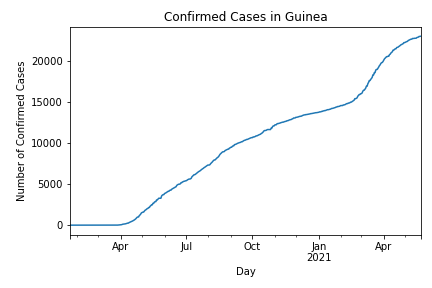 Confirmed Cases in Guinea
Number of Confirmed Cases
20000
15000
10000
5000
0
Apr Jul Oct Jan Apr
2021
Day